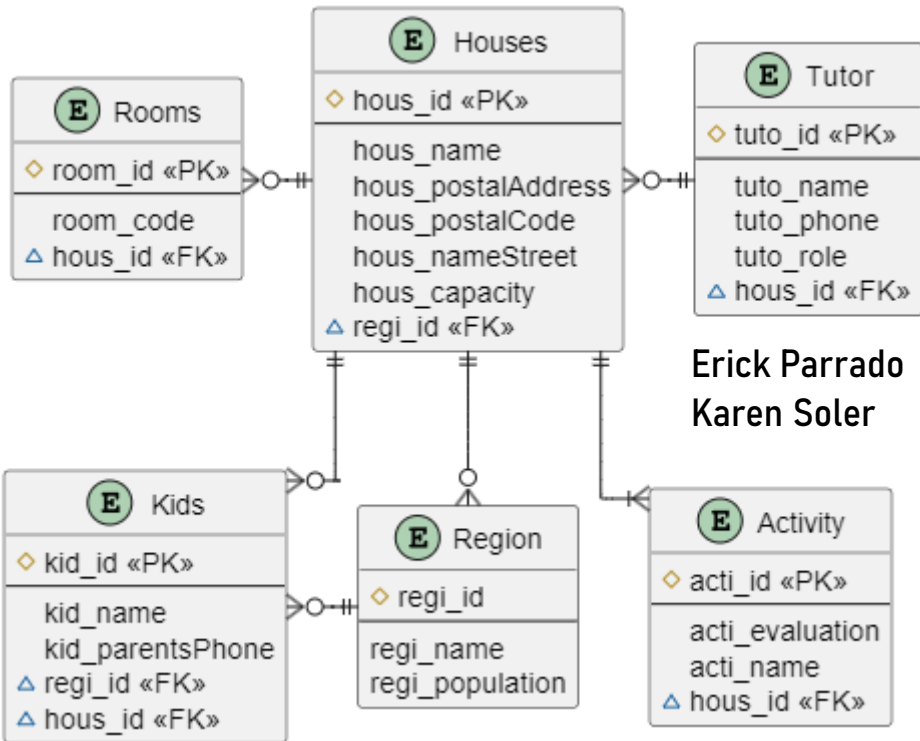 E Houses
hous_id «PK»
hous_name
hous_postalAddress
hous_postalCode
hous_nameStreet
hous_capacity
regi_id «FK»
E Rooms
room_id «PK»
room_code
hous_id «FK»
E Tutor
tuto_id «PK»
tuto_name
tuto_phone
tuto_role
hous_id «FK»
Erick Parrado
Karen Soler
E Kids
kid_id «PK»
kid_name
kid_parentsPhone
regi_id «FK»
hous_id «FK»
E Region
regi_id
regi_name
regi_population
E Activity
acti_id «PK»
acti_evaluation
acti_name
hous_id «FK»